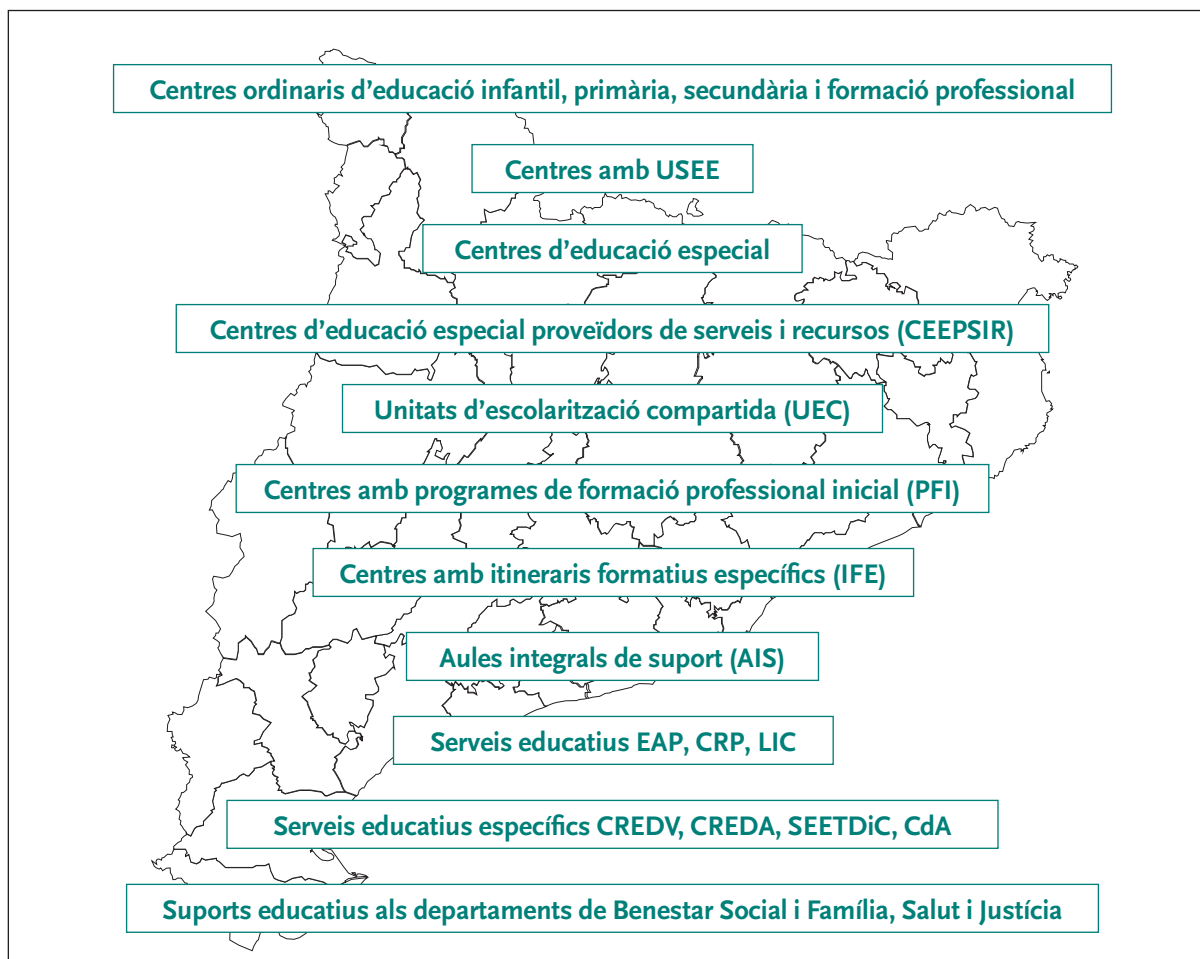 Centres ordinaris d’educació infantil, primària, secundària i formació professional
Centres amb USEE
Centres d’educació especial
Centres d’educació especial proveïdors de serveis i recursos (CEEPSIR)
Unitats d’escolarització compartida (UEC)
Centres amb programes de formació professional inicial (PFI)
Centres amb itineraris formatius específics (IFE)
Aules integrals de suport (AIS)
Serveis educatius EAP, CRP, LIC
Serveis educatius específics CREDV, CREDA, SEETDiC, CdA
Suports educatius als departaments de Benestar Social i Família, Salut i Justícia